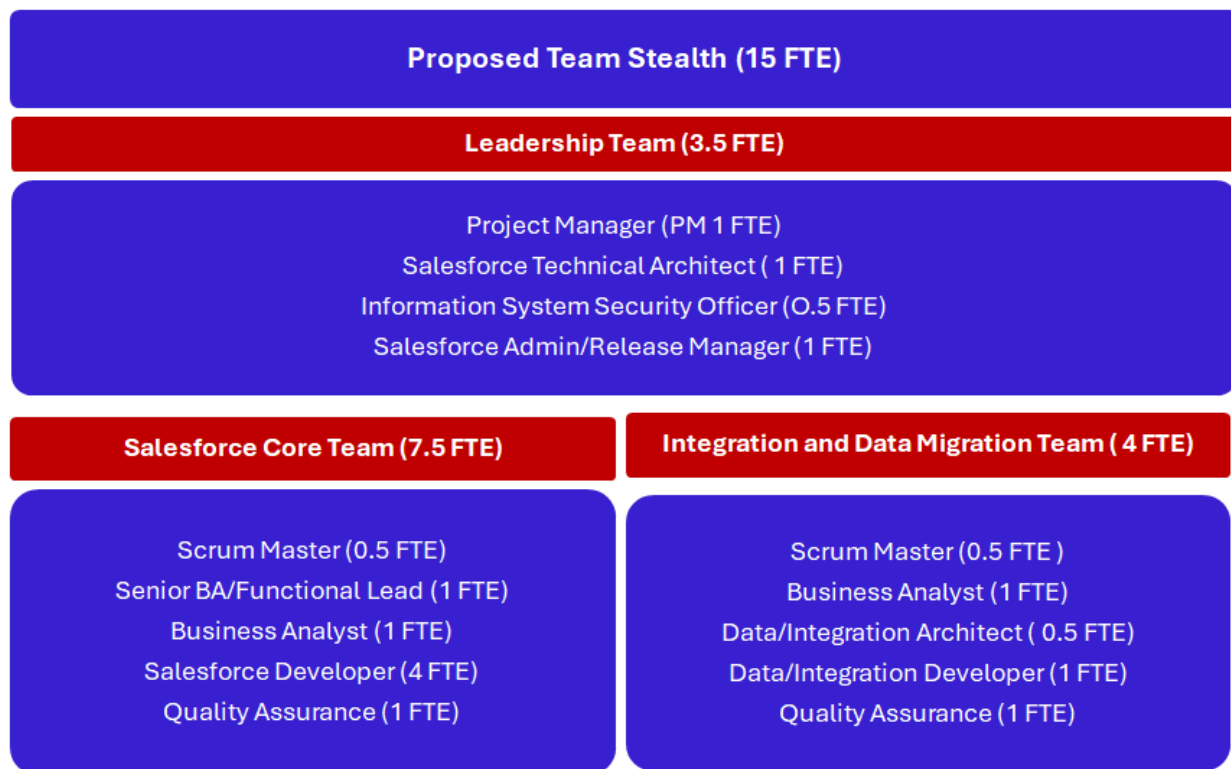 Proposed Team Stealth (15 FTE)
Leadership Team (3.5 FTE)
Project Manager (PM 1 FTE)
Salesforce Technical Architect ( 1 FTE)
Information System Security Officer (O.5 FTE)
Salesforce Admin/Release Manager (1 FTE)
Salesforce Core Team (7.5 FTE)
Scrum Master (0.5 FTE)
Senior BA/Functional Lead (1 FTE)
Business Analyst (1 FTE)
Salesforce Developer (4 FTE)
Quality Assurance (1 FTE)
Integration and Data Migration Team ( 4 FTE)
Scrum Master (0.5 FTE )
Business Analyst (1 FTE)
Data/Integration Architect ( 0.5 FTE)
Data/Integration Developer (1 FTE)
Quality Assurance (1 FTE)